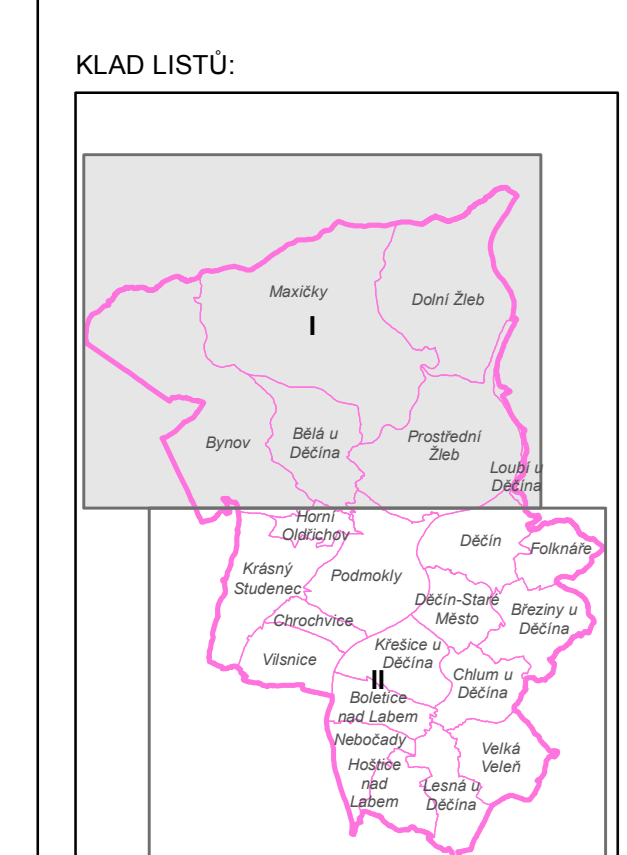 KLAD LISTŮ:
Maxičky
Dolní Žleb
I
Bynov
Bělá u
Děčína
Prostřední
Žleb
Loubí u
Děčína
Horní
Oldřichov
Děčín
Folknáře
Krásný
Studenec
Podmokly
Děčín-Staré
Město
Březiny u
Děčína
Chrochvice
Vilsnice
Křešice u
Děčína
II
Chlum u
Děčína
Boletice
nad Labem
Nebočady
Velká
Veleň
Hoštice
nad
Labem
Lesná u
Děčína